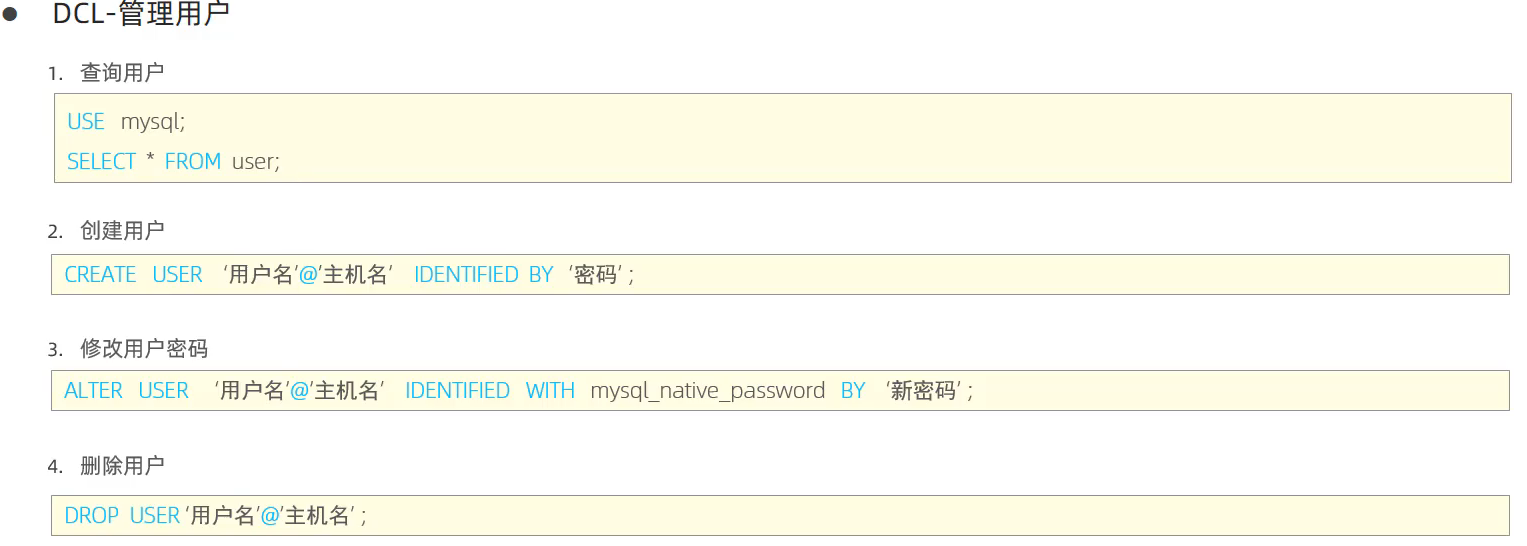 ● DCL-管理用户
1. 查询用户
USE mysql;
SELECT * FROM user;
2. 创建用户
CREATE USER ‘用户名’@’主机名’ IDENTIFIED BY ‘密码’ ;
3. 修改用户密码
ALTER USER ‘用户名’@’主机名’ IDENTIFIED WITH mysql_native_password BY ‘新密码’ ;
4. 删除用户
DROP USER ‘用户名’@’主机名’ ;